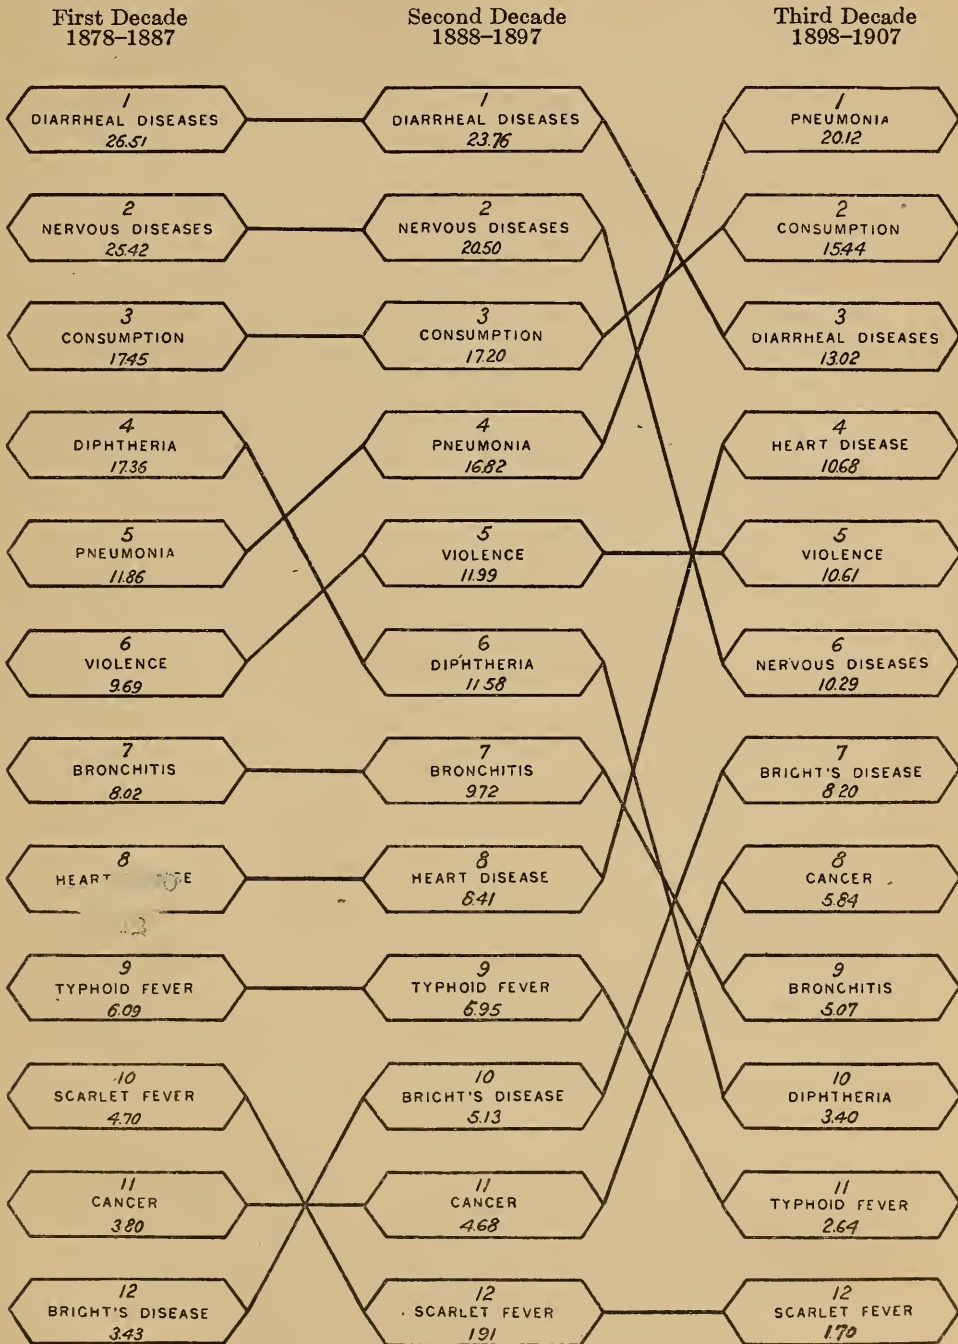 First Decade
1878–1887
1
DIARRHEAL DISEASES
26.51
2
NERVOUS DISEASES
25.42
3
CONSUMPTION
17.45
4
DIPHTHERIA
17.36
5
PNEUMONIA
11.86
6
VIOLENCE
9.69
7
BRONCHITIS
8.02
8
HEART
9
TYPHOID FEVER
6.09
10
SCARLET FEVER
4.70
11
CANCER
3.80
12
BRIGHT'S DISEASE
3.43
Second Decade
1888–1897
1
DIARRHEAL DISEASES
23.76
2
NERVOUS DISEASES
20.50
3
CONSUMPTION
17.20
4
PNEUMONIA
16.82
5
VIOLENCE
11.99
6
DIPHTHERIA
11.58
7
BRONCHITIS
9.72
8
HEART DISEASE
8.41
9
TYPHOID FEVER
6.95
10
BRIGHT'S DISEASE
5.13
11
CANCER
4.68
12
SCARLET FEVER
1.91
Third Decade
1898–1907
1
PNEUMONIA
20.12
2
CONSUMPTION
15.44
3
DIARRHEAL DISEASES
13.02
4
HEART DISEASE
10.68
5
VIOLENCE
10.61
6
NERVOUS DISEASES
10.29
7
BRIGHT'S DISEASE
8.20
8
CANCER
5.84
9
BRONCHITIS
5.07
10
DIPHTHERIA
3.40
11
TYPHOID FEVER
2.64
12
SCARLET FEVER
1.70